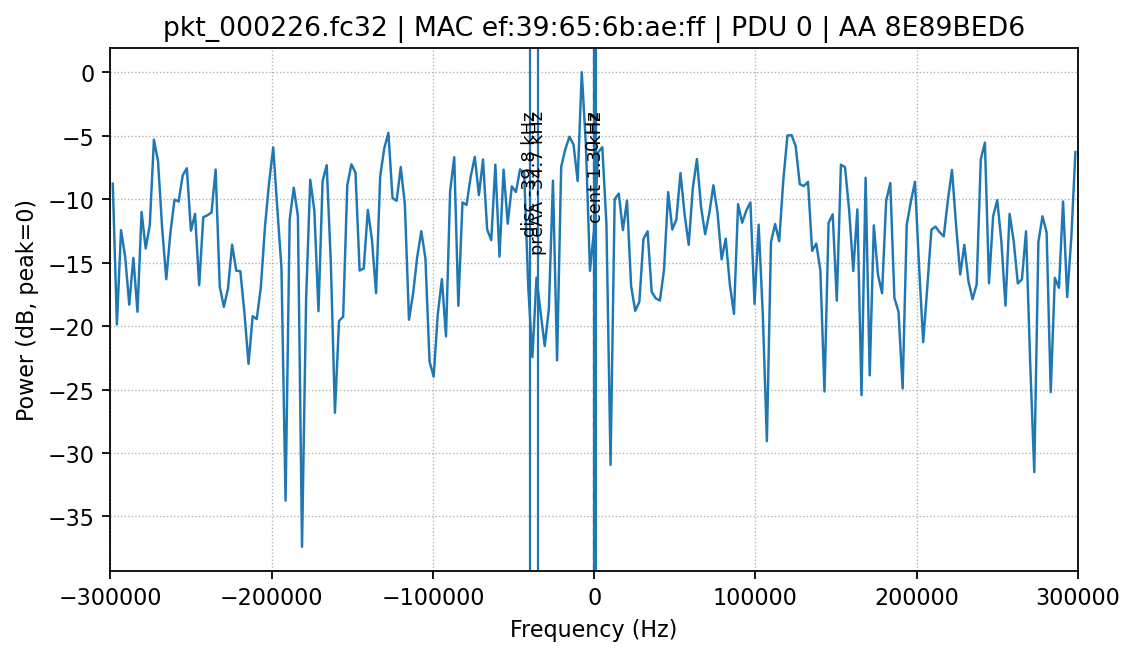 pkt_000226.fc32 | MAC ef:39:65:6b:ae:ff | PDU 0 | AA 8E89BED6
Power (dB, peak=0)
0
−5
−10
−15
−20
−25
−30
−35
disc -39.8 kHz
preAA -34.7 kHz
cent 1.30 kHz
−300000
−200000
−100000
0
100000
200000
300000
Frequency (Hz)